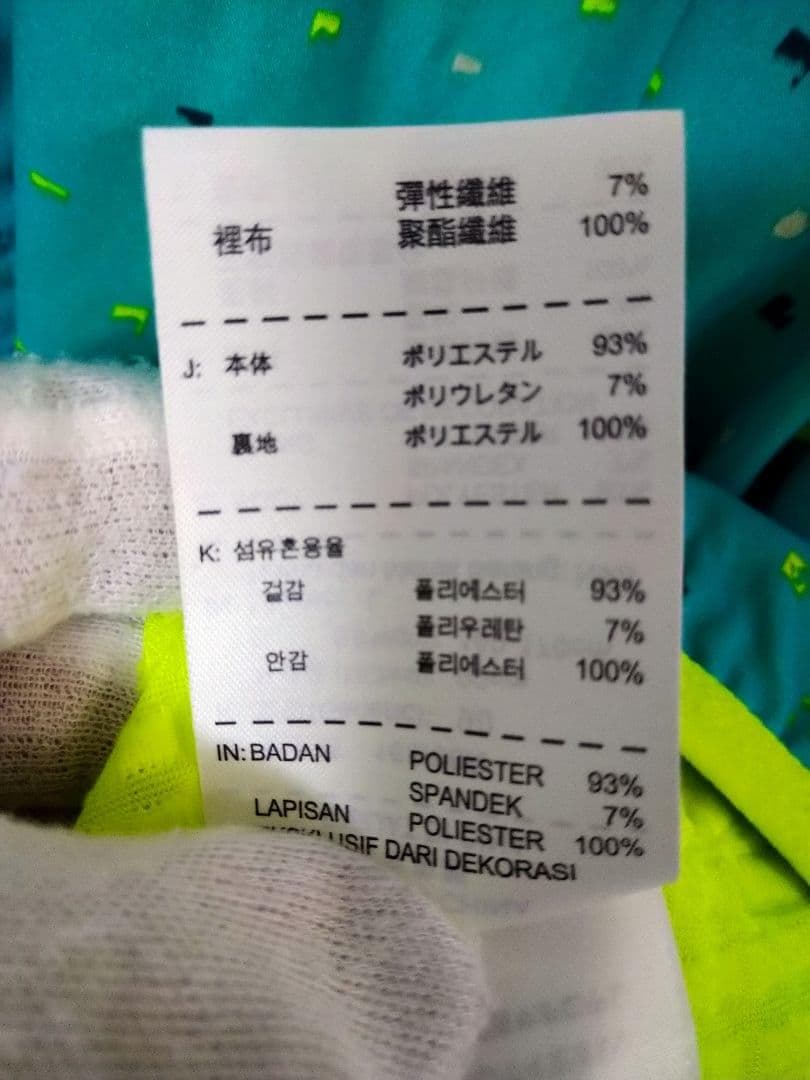 彈性纖維 7%
裡布 聚酯纖維 100%
J: 本体 ポリエステル 93%
ポリウレタン 7%
裏地 ポリエステル 100%
K: 섬유혼용율
겉감 폴리에스터 93%
폴리우레탄 7%
안감 폴리에스터 100%
IN: BADAN POLIESTER 93%
SPANDEK 7%
LAPISAN POLIESTER 100%
DARI DEKORASI